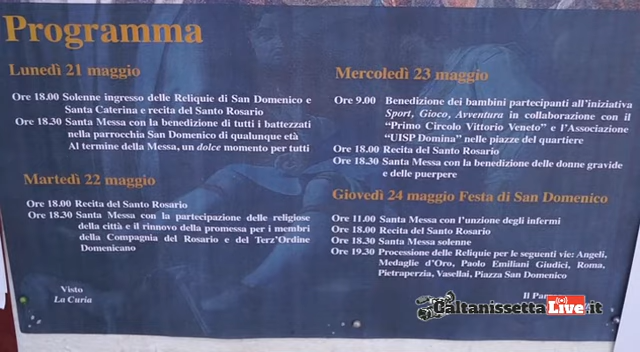 Programma
Lunedì 21 maggio
Ore 18.00 Solenne ingresso delle Reliquie di San Domenico e
Santa Caterina e recita del Santo Rosario
Ore 18.30 Santa Messa con la benedizione di tutti i battezzati
nella parrocchia San Domenico di qualunque età
Al termine della Messa, un dolce momento per tutti
Martedì 22 maggio
Ore 18.00 Recita del Santo Rosario
Ore 18.30 Santa Messa con la partecipazione delle religiose
della città e il rinnovo della promessa per i membri
della Compagnia del Rosario e del Terz'Ordine
Domenicano
Visto
La Curia
Mercoledì 23 maggio
Ore 9.00 Benedizione dei bambini partecipanti all'iniziativa
Sport, Gioco, Avventura in collaborazione con il
"Primo Circolo Vittorio Veneto" e l'Associazione
"UISP Domina" nelle piazze del quartiere
Ore 18.00 Recita del Santo Rosario
Ore 18.30 Santa Messa con la benedizione delle donne gravide
e delle puerpere
Giovedì 24 maggio Festa di San Domenico
Ore 11.00 Santa Messa con l'unzione degli infermi
Ore 18.00 Recita del Santo Rosario
Ore 18.30 Santa Messa solenne
Ore 19.30 Processione delle Reliquie per le seguenti vie: Angeli,
Medaglie d'Oro, Paolo Emiliani Giudici, Roma,
Pietraperzia, Vasellai, Piazza San Domenico
Il Par
CaltanissettaLive.it